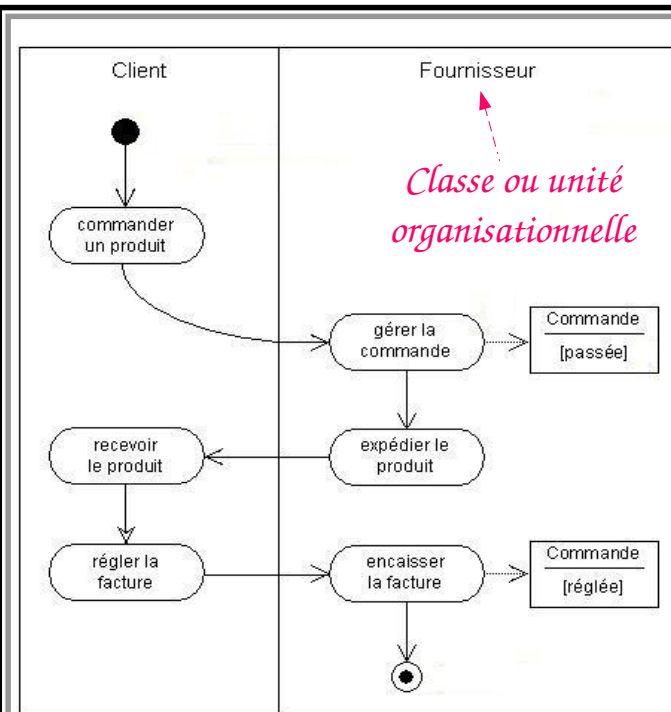 Client
Fournisseur
Classe ou unité
organisationnelle
commander
un produit
gérer la
commande
Commande
[passée]
recevoir
le produit
expédier le
produit
régler la
facture
encaisser
la facture
Commande
[réglée]